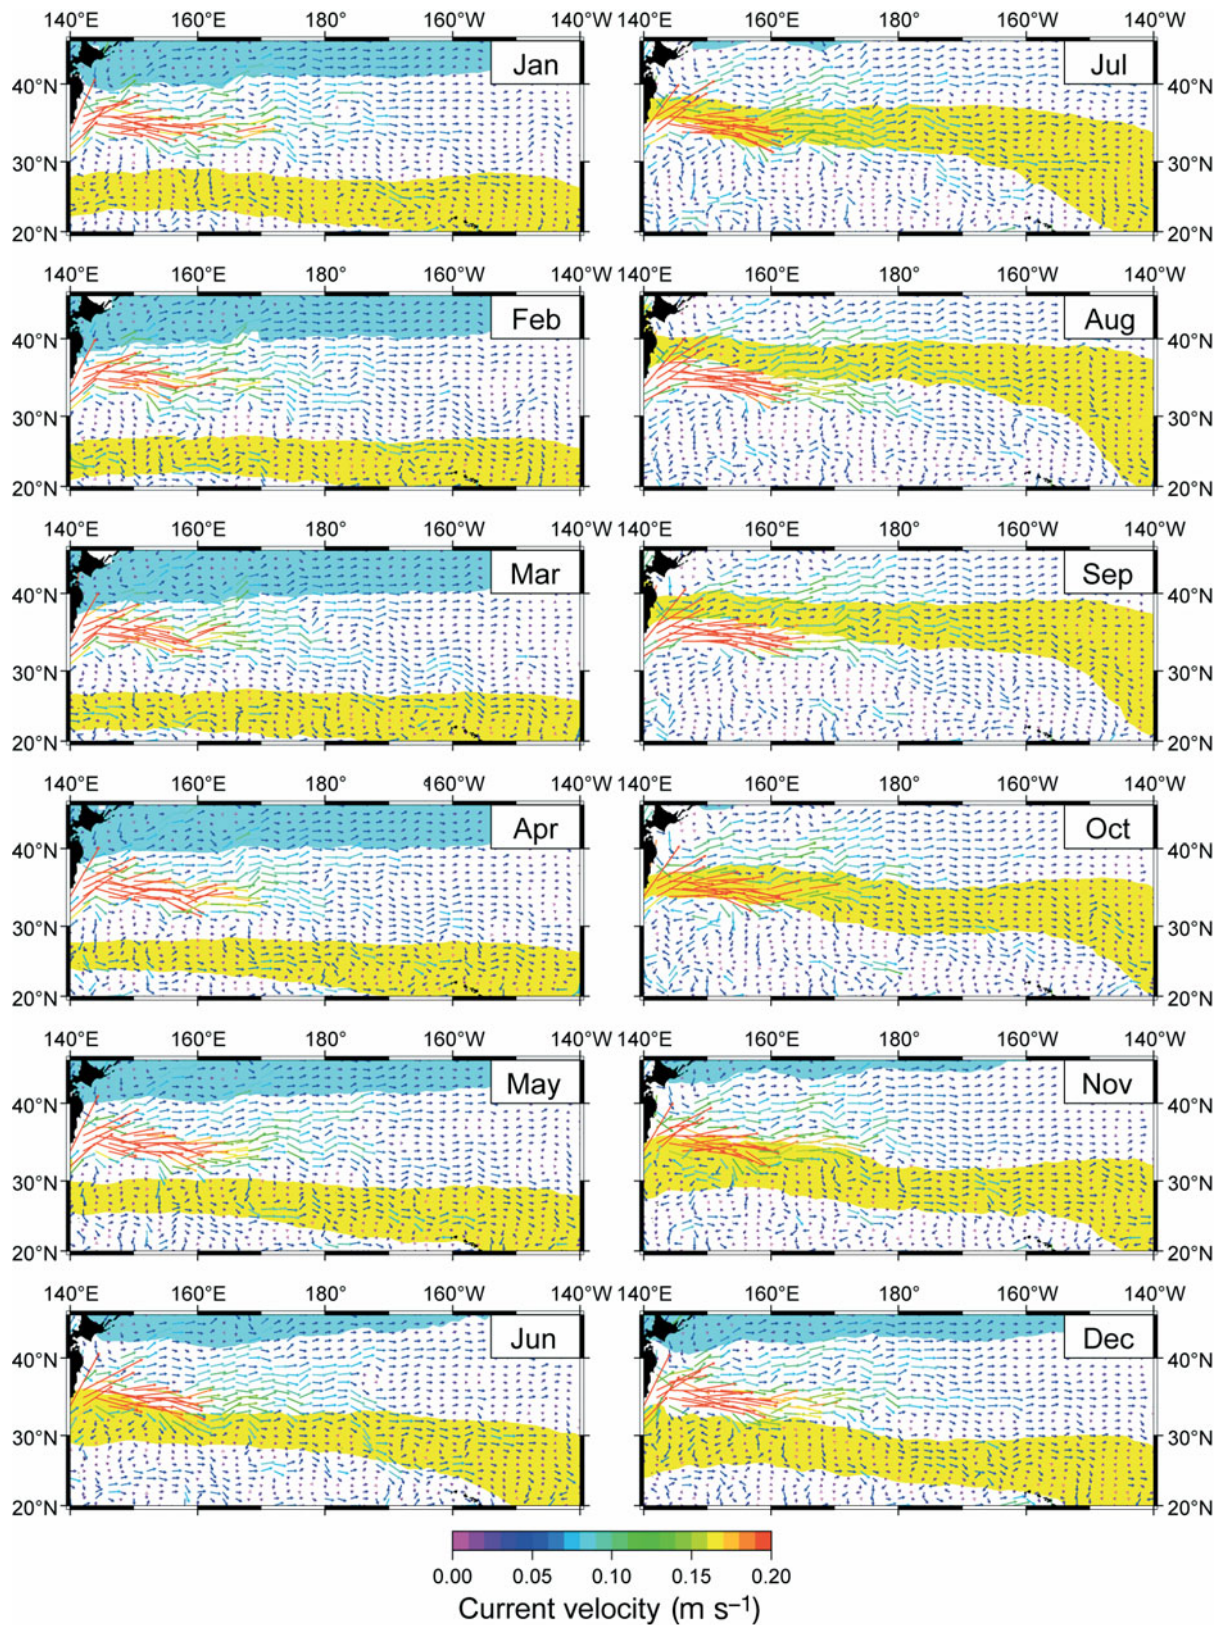 140°E 160°E 180° 160°W 140°W 140°E 160°E 180° 160°W 140°W
Jan Jul
40°N 40°N
30°N 30°N
20°N 20°N
140°E 160°E 180° 160°W 140°W 140°E 160°E 180° 160°W 140°W
Feb Aug
40°N 40°N
30°N 30°N
20°N 20°N
140°E 160°E 180° 160°W 140°W 140°E 160°E 180° 160°W 140°W
Mar Sep
40°N 40°N
30°N 30°N
20°N 20°N
140°E 160°E 180° 160°W 140°W 140°E 160°E 180° 160°W 140°W
Apr Oct
40°N 40°N
30°N 30°N
20°N 20°N
140°E 160°E 180° 160°W 140°W 140°E 160°E 180° 160°W 140°W
May Nov
40°N 40°N
30°N 30°N
20°N 20°N
140°E 160°E 180° 160°W 140°W 140°E 160°E 180° 160°W 140°W
Jun Dec
40°N 40°N
30°N 30°N
20°N 20°N
0.00 0.05 0.10 0.15 0.20
Current velocity (m s⁻¹)